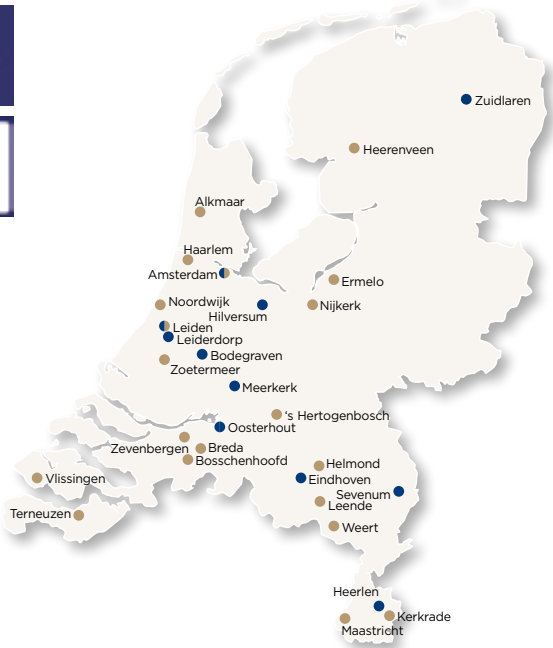 Zuidlaren
Heerenveen
Alkmaar
Haarlem
Amsterdam
Ermelo
Noordwijk
Nijkerk
Hilversum
Leiden
Leiderdorp
Bodegraven
Zoetermeer
Meerkerk
's Hertogenbosch
Oosterhout
Zevenbergen
Breda
Bosschenhoofd
Helmond
Vlissingen
Eindhoven
Sevenum
Leende
Terneuzen
Weert
Heerlen
Kerkrade
Maastricht